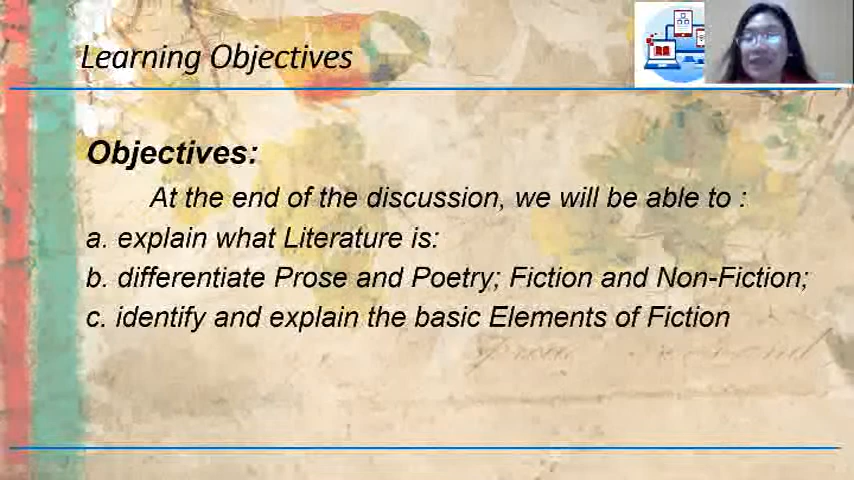 Learning Objectives
Objectives:
At the end of the discussion, we will be able to :
a. explain what Literature is:
b. differentiate Prose and Poetry; Fiction and Non-Fiction;
c. identify and explain the basic Elements of Fiction